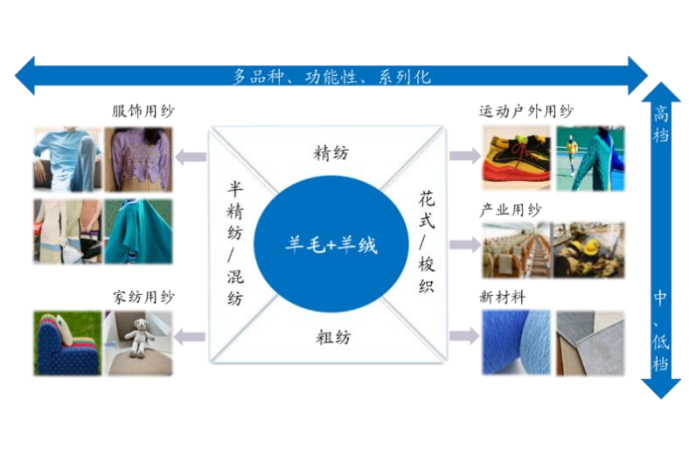 多品种、功能性、系列化
高档
中、低档
服饰用纱
运动户外用纱
精纺
半精纺/混纺
羊毛+羊绒
花式/梭织
产业用纱
家纺用纱
新材料
粗纺